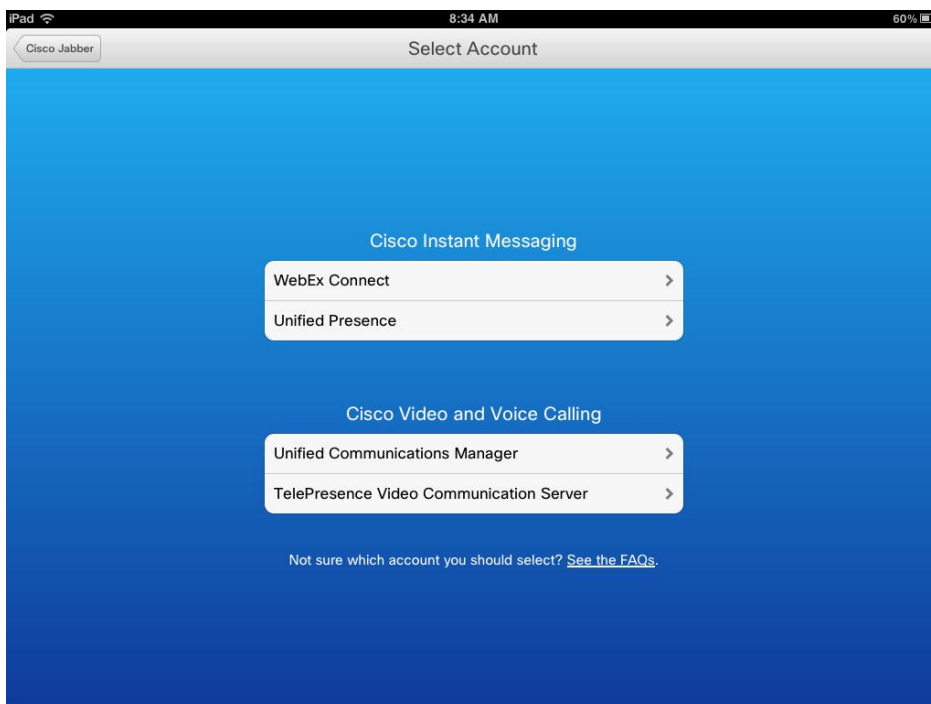 iPad 8:34 AM 60%
Cisco Jabber Select Account
Cisco Instant Messaging
WebEx Connect
Unified Presence
Cisco Video and Voice Calling
Unified Communications Manager
TelePresence Video Communication Server
Not sure which account you should select? See the FAQs.